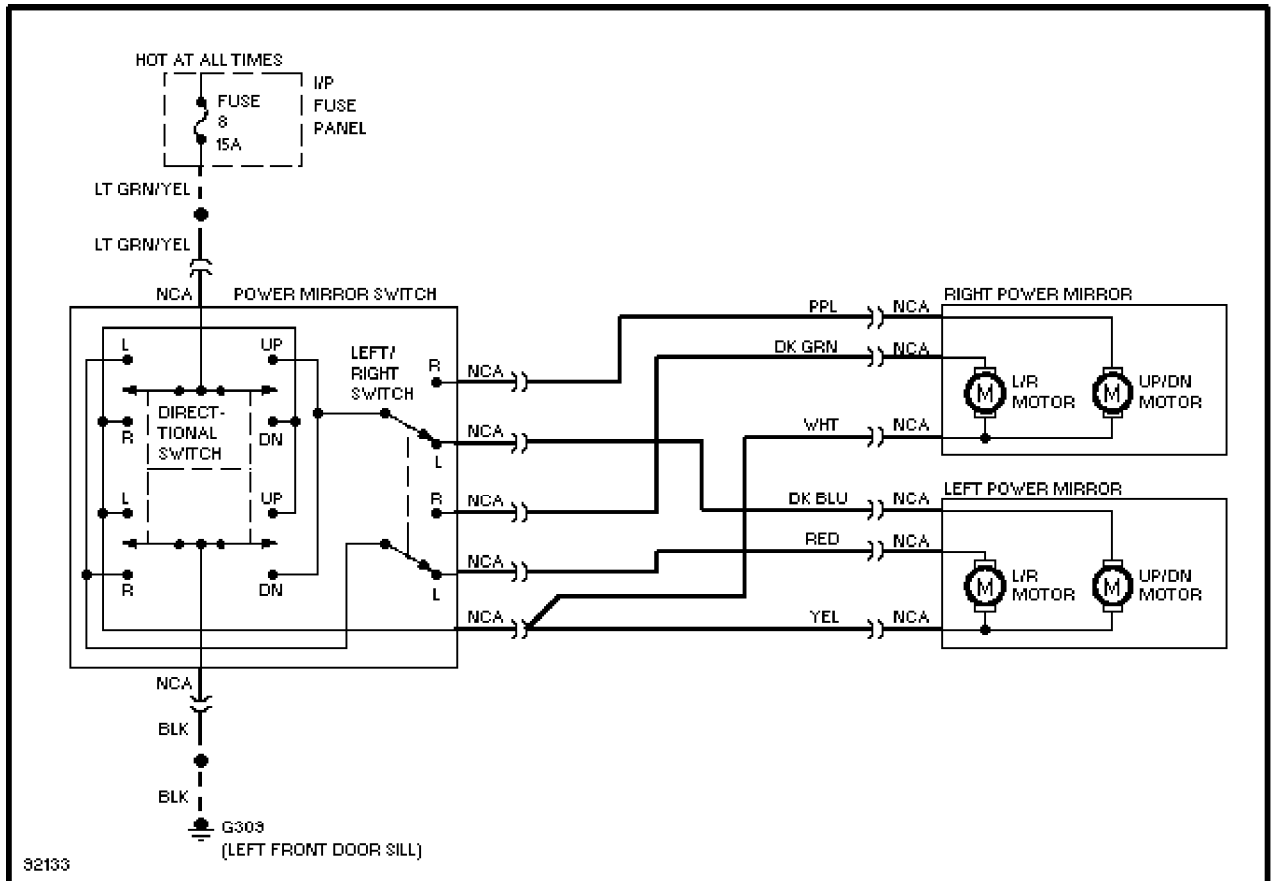 HOT AT ALL TIMES
I/P
FUSE
PANEL
FUSE
8
15A
LT GRN/YEL
LT GRN/YEL
NCA
POWER MIRROR SWITCH
L
UP
LEFT/
RIGHT
SWITCH
R
NCA
DIRECT-
TIONAL
SWITCH
R
DN
NCA
L
L
UP
R
NCA
R
DN
NCA
L
NCA
PPL
NCA
DK GRN
NCA
WHT
NCA
RIGHT POWER MIRROR
M
L/R
MOTOR
M
UP/DN
MOTOR
DK BLU
NCA
RED
NCA
YEL
NCA
LEFT POWER MIRROR
M
L/R
MOTOR
M
UP/DN
MOTOR
NCA
BLK
BLK
G309
(LEFT FRONT DOOR SILL)
92133